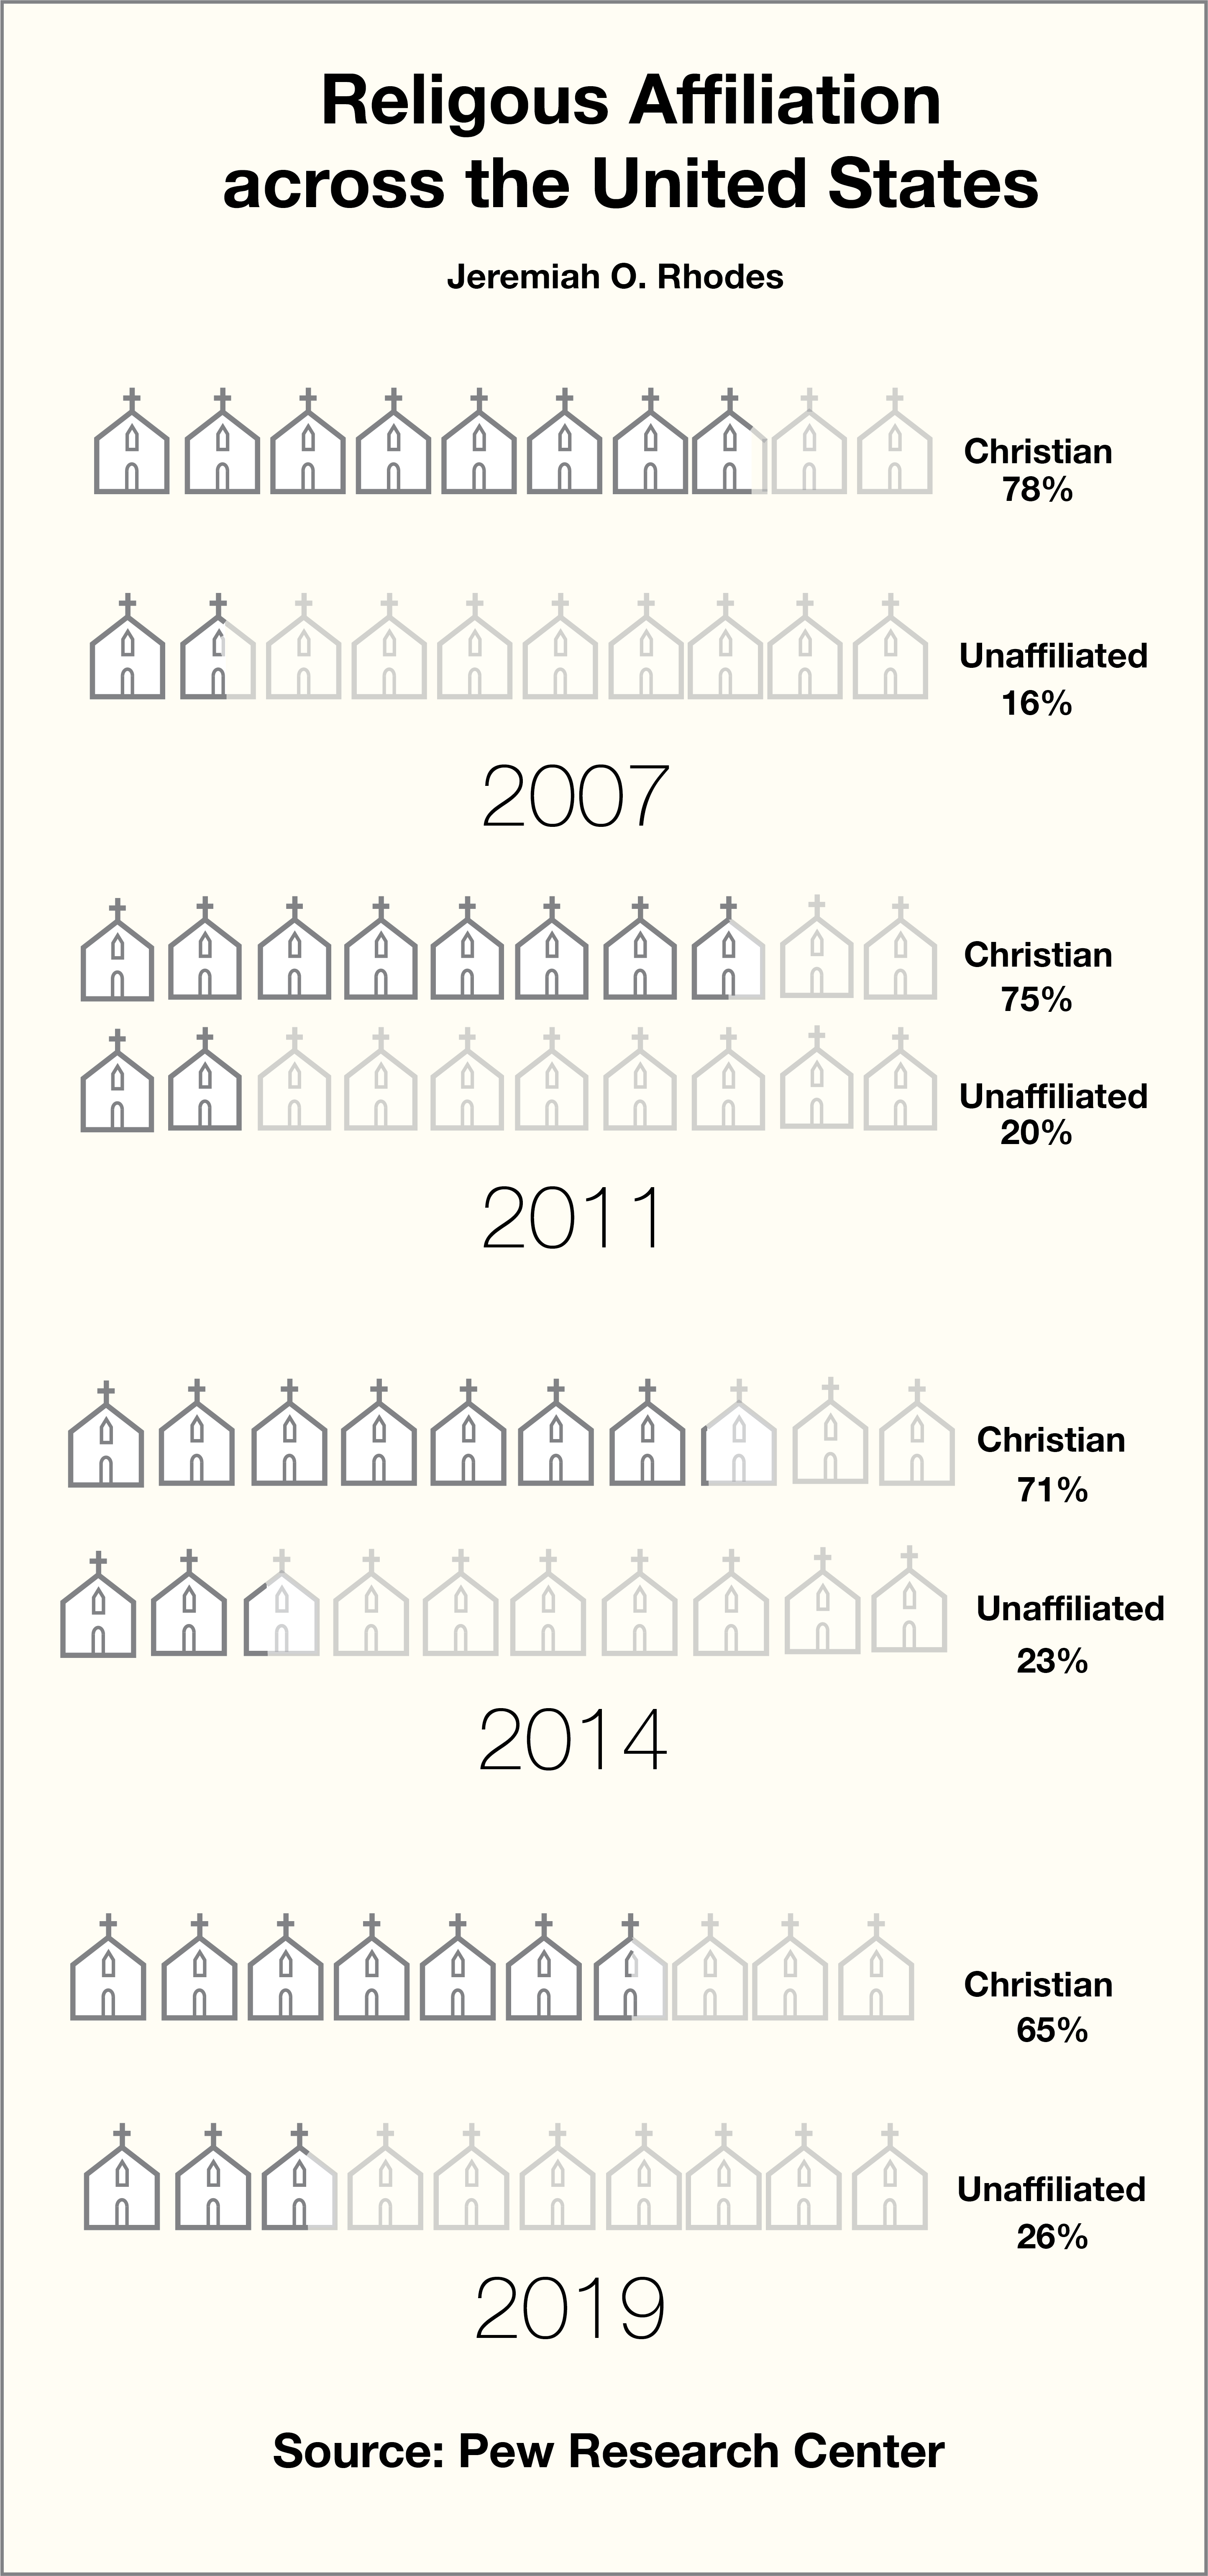 Religous Affiliation
across the United States
Jeremiah O. Rhodes
Christian
78%
Unaffiliated
16%
2007
Christian
75%
Unaffiliated
20%
2011
Christian
71%
Unaffiliated
23%
2014
Christian
65%
Unaffiliated
26%
2019
Source: Pew Research Center